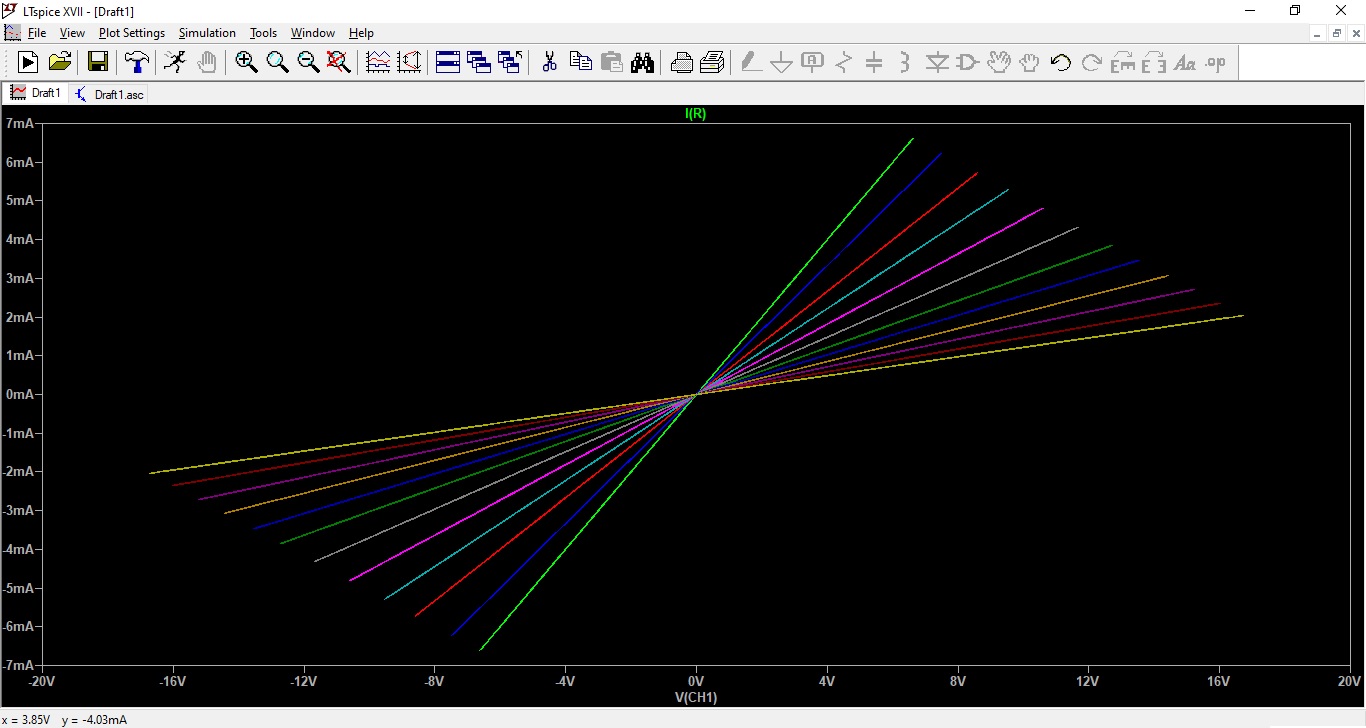 LTspice XVII - [Draft1]
File View Plot Settings Simulation Tools Window Help
Draft1 Draft1.asc
I(R)
7mA
6mA
5mA
4mA
3mA
2mA
1mA
0mA
-1mA
-2mA
-3mA
-4mA
-5mA
-6mA
-7mA
-20V -16V -12V -8V -4V 0V 4V 8V 12V 16V 20V
V(CH1)
x = 3.85V y = -4.03mA